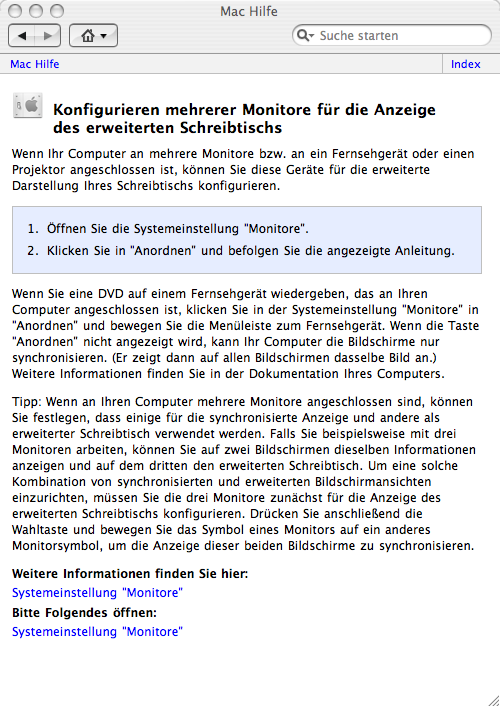 Mac Hilfe
Suche starten
Mac Hilfe
Index
Konfigurieren mehrerer Monitore für die Anzeige
des erweiterten Schreibtischs
Wenn Ihr Computer an mehrere Monitore bzw. an ein Fernsehgerät oder einen
Projektor angeschlossen ist, können Sie diese Geräte für die erweiterte
Darstellung Ihres Schreibtischs konfigurieren.
1. Öffnen Sie die Systemeinstellung "Monitore".
2. Klicken Sie in "Anordnen" und befolgen Sie die angezeigte Anleitung.
Wenn Sie eine DVD auf einem Fernsehgerät wiedergeben, das an Ihren
Computer angeschlossen ist, klicken Sie in der Systemeinstellung "Monitore" in
"Anordnen" und bewegen Sie die Menüleiste zum Fernsehgerät. Wenn die Taste
"Anordnen" nicht angezeigt wird, kann Ihr Computer die Bildschirme nur
synchronisieren. (Er zeigt dann auf allen Bildschirmen dasselbe Bild an.)
Weitere Informationen finden Sie in der Dokumentation Ihres Computers.
Tipp: Wenn an Ihren Computer mehrere Monitore angeschlossen sind, können
Sie festlegen, dass einige für die synchronisierte Anzeige und andere als
erweiterter Schreibtisch verwendet werden. Falls Sie beispielsweise mit drei
Monitoren arbeiten, können Sie auf zwei Bildschirmen dieselben Informationen
anzeigen und auf dem dritten den erweiterten Schreibtisch. Um eine solche
Kombination von synchronisierten und erweiterten Bildschirmansichten
einzurichten, müssen Sie die drei Monitore zunächst für die Anzeige des
erweiterten Schreibtischs konfigurieren. Drücken Sie anschließend die
Wahltaste und bewegen Sie das Symbol eines Monitors auf ein anderes
Monitorsymbol, um die Anzeige dieser beiden Bildschirme zu synchronisieren.
Weitere Informationen finden Sie hier:
Systemeinstellung "Monitore"
Bitte Folgendes öffnen:
Systemeinstellung "Monitore"